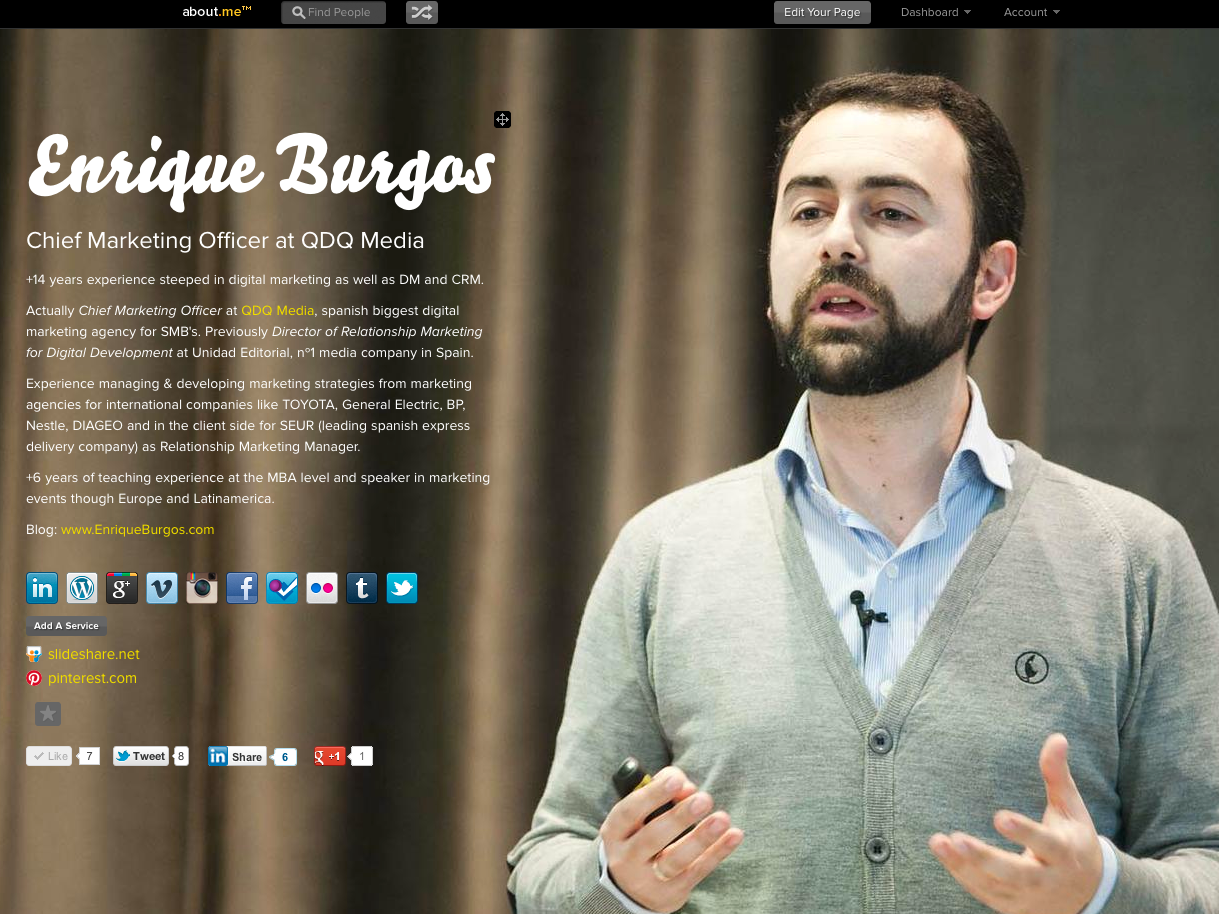 about.me™ Find People Edit Your Page Dashboard Account
Enrique Burgos
Chief Marketing Officer at QDQ Media
+14 years experience steeped in digital marketing as well as DM and CRM.
Actually Chief Marketing Officer at QDQ Media, spanish biggest digital
marketing agency for SMB's. Previously Director of Relationship Marketing
for Digital Development at Unidad Editorial, nº1 media company in Spain.
Experience managing & developing marketing strategies from marketing
agencies for international companies like TOYOTA, General Electric, BP,
Nestle, DIAGEO and in the client side for SEUR (leading spanish express
delivery company) as Relationship Marketing Manager.
+6 years of teaching experience at the MBA level and speaker in marketing
events though Europe and Latinamerica.
Blog: www.EnriqueBurgos.com
in W g+ v f t
Add A Service
slideshare.net
pinterest.com
Like 7 Tweet 8 in Share 6 g +1 1